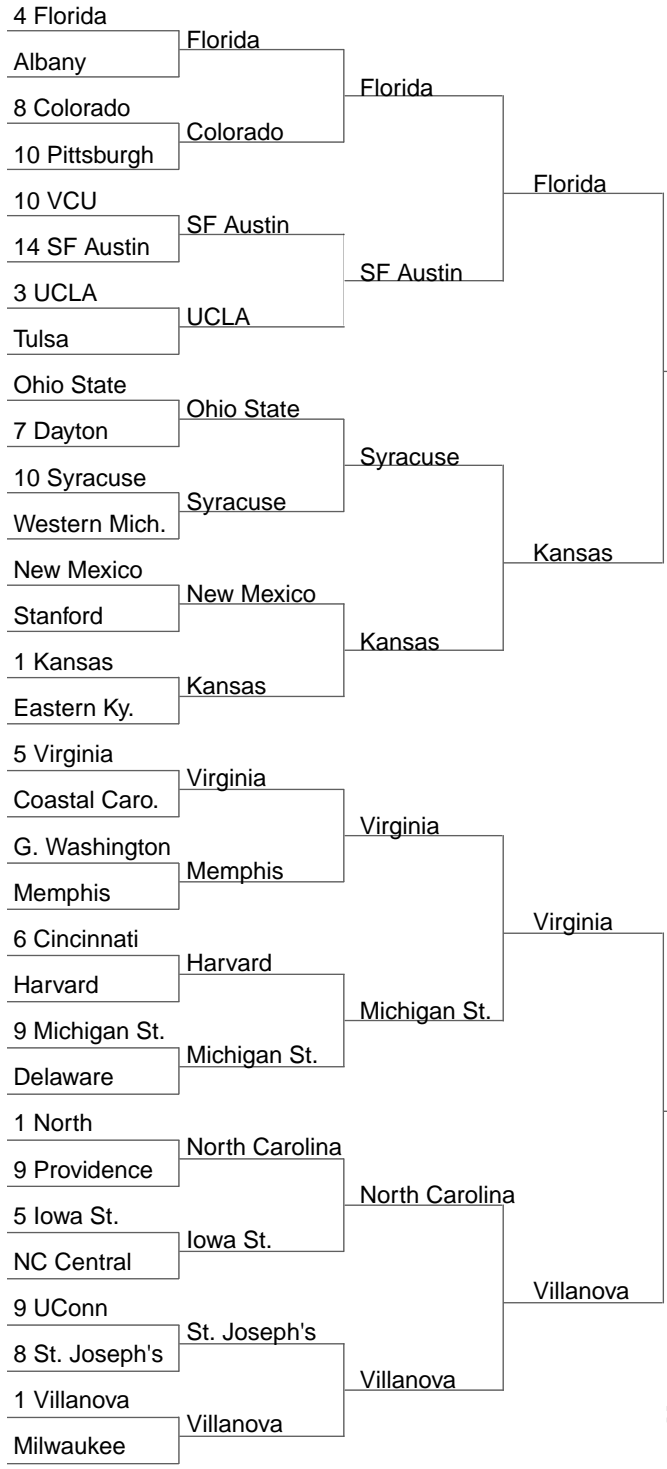 4 Florida
Albany
8 Colorado
10 Pittsburgh
10 VCU
14 SF Austin
3 UCLA
Tulsa
Ohio State
7 Dayton
10 Syracuse
Western Mich.
New Mexico
Stanford
1 Kansas
Eastern Ky.
5 Virginia
Coastal Caro.
G. Washington
Memphis
6 Cincinnati
Harvard
9 Michigan St.
Delaware
1 North
9 Providence
5 Iowa St.
NC Central
9 UConn
8 St. Joseph's
1 Villanova
Milwaukee
Florida
Colorado
SF Austin
UCLA
Ohio State
Syracuse
New Mexico
Kansas
Virginia
Memphis
Harvard
Michigan St.
North Carolina
Iowa St.
St. Joseph's
Villanova
Florida
SF Austin
Syracuse
Kansas
Virginia
Michigan St.
North Carolina
Villanova
Florida
Kansas
Virginia
Villanova